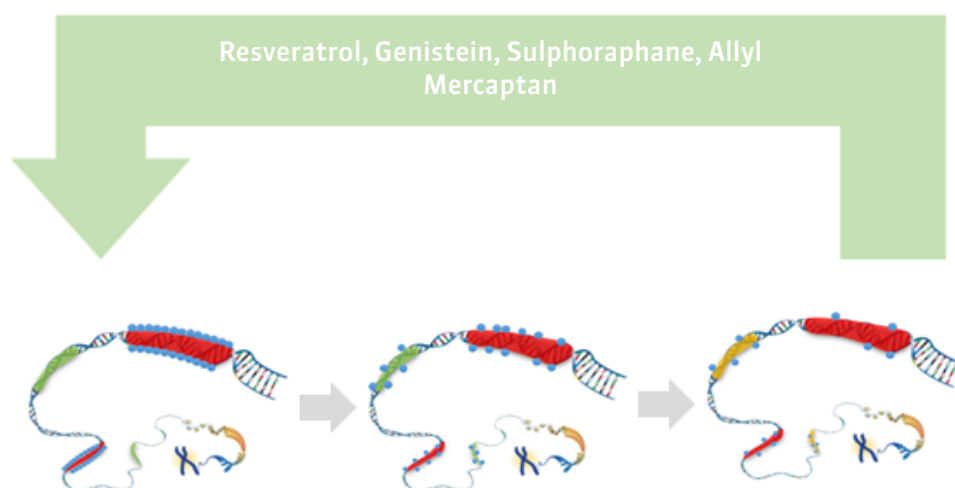 Resveratrol, Genistein, Sulphoraphane, Allyl
Mercaptan